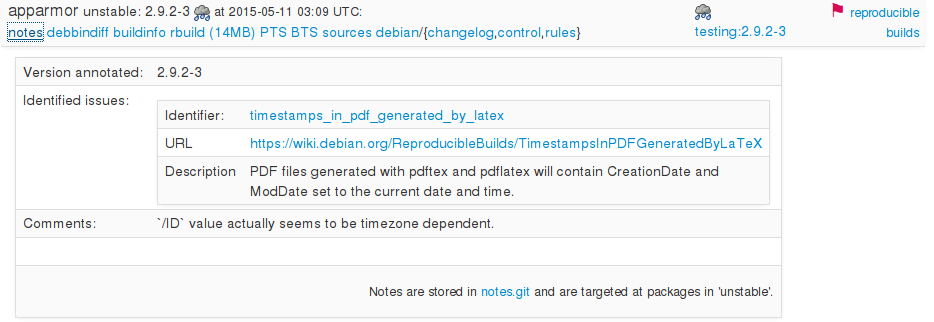 apparmor unstable: 2.9.2-3 at 2015-05-11 03:09 UTC:
notes debbindiff buildinfo rbuild (14MB) PTS BTS sources debian/{changelog,control,rules}
testing:2.9.2-3
reproducible
builds
Version annotated: 2.9.2-3
Identified issues:
Identifier: timestamps_in_pdf_generated_by_latex
URL https://wiki.debian.org/ReproducibleBuilds/TimestampsInPDFGeneratedByLaTeX
Description PDF files generated with pdftex and pdflatex will contain CreationDate and
ModDate set to the current date and time.
Comments: `/ID` value actually seems to be timezone dependent.
Notes are stored in notes.git and are targeted at packages in 'unstable'.